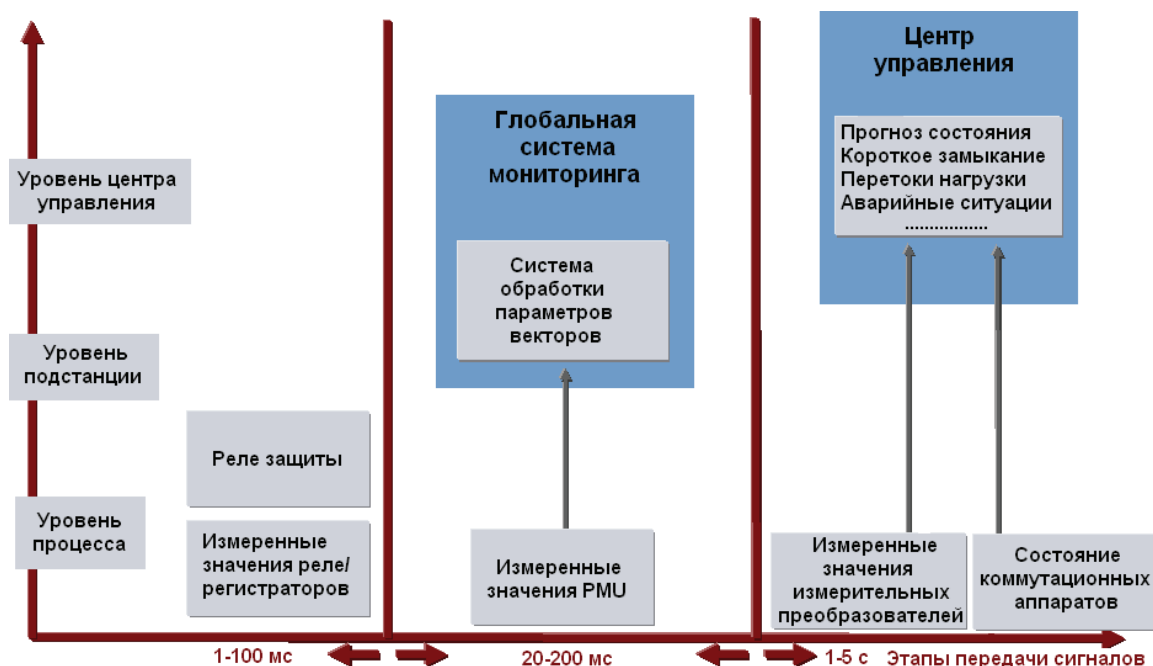 Центр
управления
Прогноз состояния
Короткое замыкание
Перетоки нагрузки
Аварийные ситуации
.................
Глобальная
система
мониторинга
Система
обработки
параметров
векторов
Уровень центра
управления
Уровень
подстанции
Уровень
процесса
Реле защиты
Измеренные
значения реле/
регистраторов
Измеренные
значения PMU
Измеренные
значения
измерительных
преобразователей
Состояние
коммутационных
аппаратов
1-100 мс
20-200 мс
1-5 с
Этапы передачи сигналов